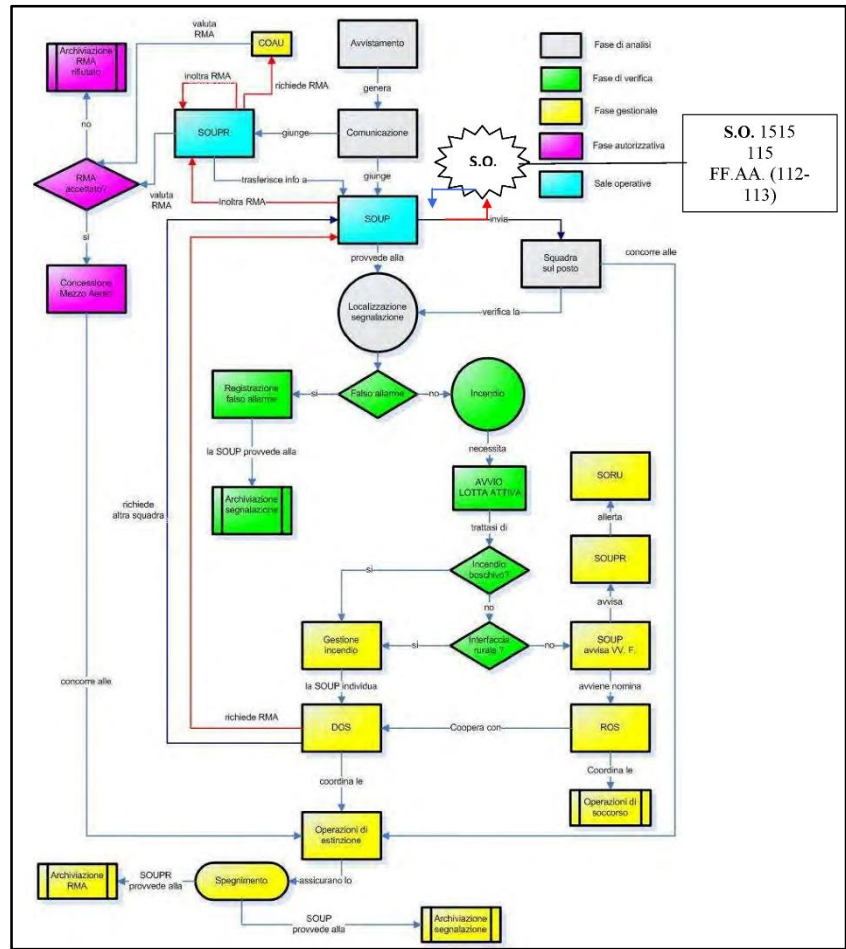 valuta
RMA
COAU
Avvistamento
Fase di analisi
Archiviazione
RMA
rifiutato
inoltra RMA
richiede RMA
genera
Fase di verifica
Fase gestionale
no
SOUPR
giunge
Comunicazione
S.O.
Fase autorizzativa
S.O. 1515
115
FF.AA. (112-
113)
RMA
accettato?
valuta
RMA
trasferisce info a
giunge
Sale operative
Inoltra RMA
SOUP
invia
si
provvede alla
Squadra
sul posto
concorre alle
Concessione
Mezzo Aereo
Localizzazione
segnalazione
verifica la
Registrazione
falso allarme
si
Falso allarme
no
Incendio
la SOUP provvede alla
necessita
Archiviazione
segnalazione
AVVIO
LOTTA ATTIVA
SORU
richiede
altra squadra
trattasi di
allerta
si
Incendio
boschivo?
SOUPR
no
avvisa
Gestione
incendio
si
Interfaccia
rurale ?
no
SOUP
avvisa VV. F.
concorre alle
la SOUP individua
avviene nomina
richiede RMA
DOS
Coopera con
ROS
coordina le
Coordina le
Operazioni di
soccorso
Operazioni di
estinzione
Archiviazione
RMA
SOUPR
provvede alla
Spegnimento
assicurano lo
SOUP
provvede alla
Archiviazione
segnalazione